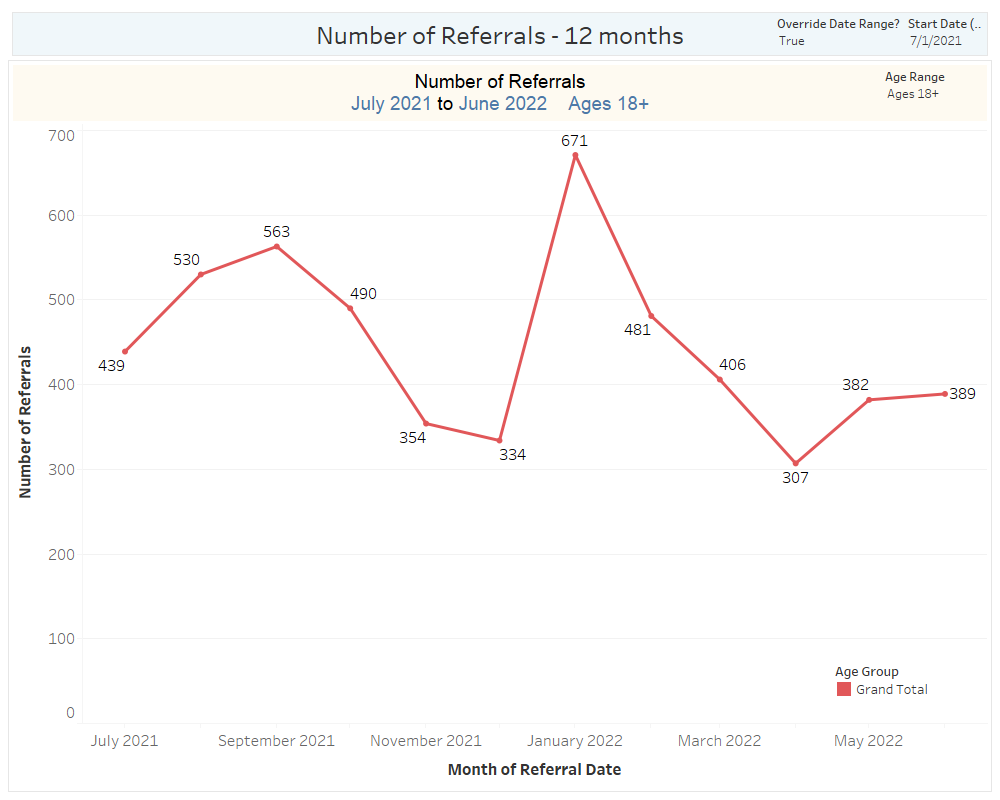 Number of Referrals - 12 months
Override Date Range? Start Date (..
True 7/1/2021
Number of Referrals
July 2021 to June 2022 Ages 18+
Age Range
Ages 18+
700
600
500
400
300
200
100
0
Number of Referrals
439
530
563
490
354
334
671
481
406
307
382
389
Age Group
Grand Total
July 2021 September 2021 November 2021 January 2022 March 2022 May 2022
Month of Referral Date